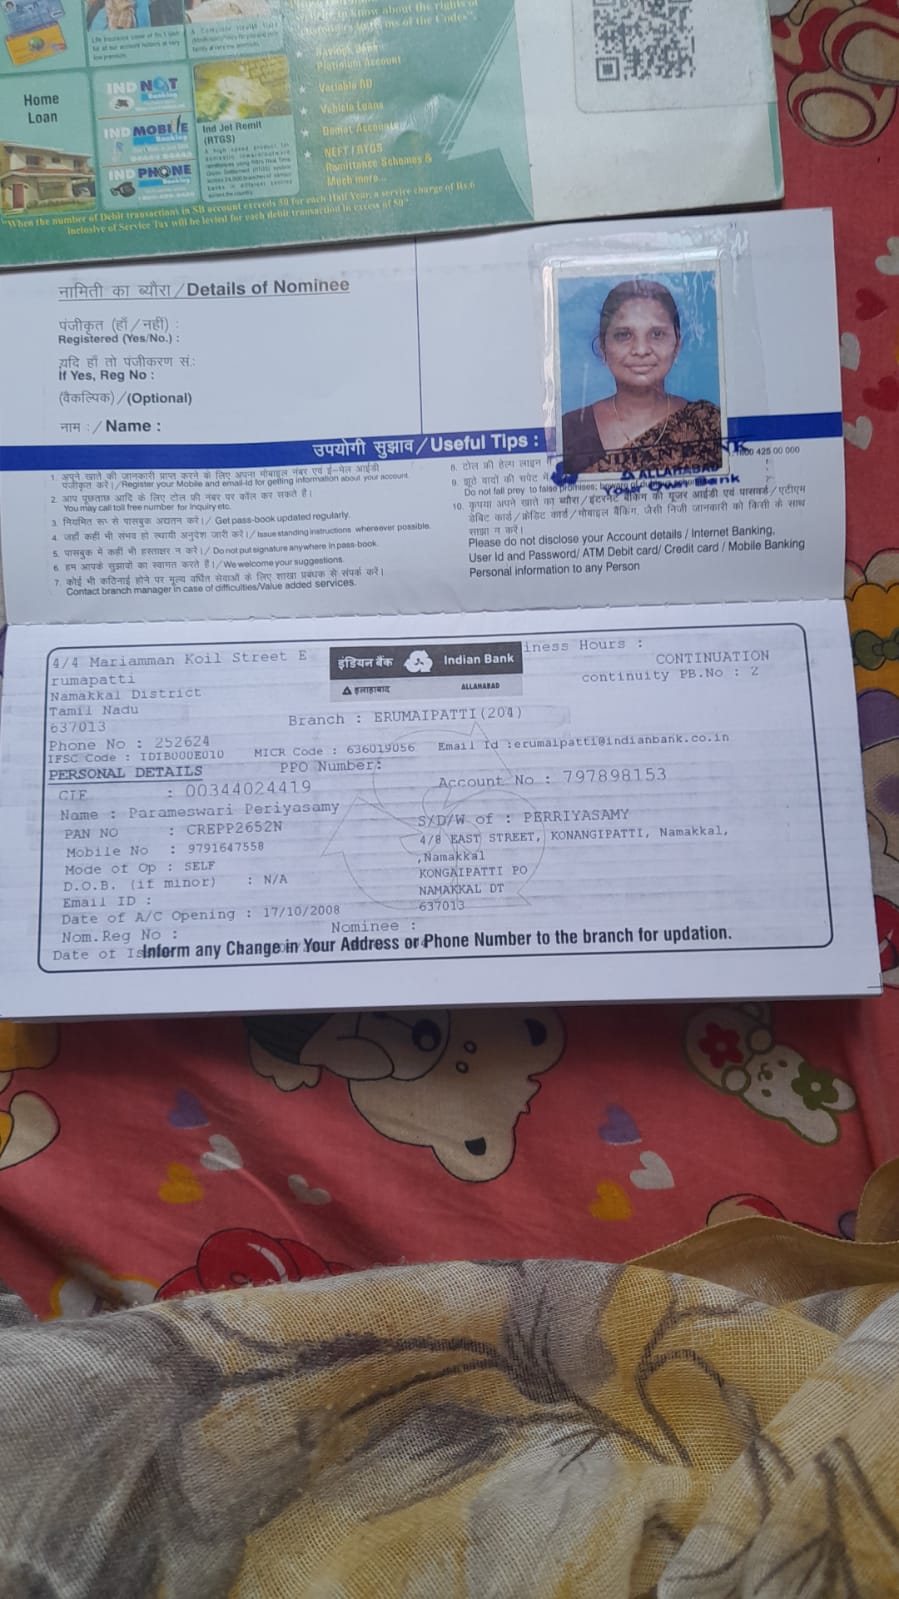 Home
Loan
IND NET Banking
IND MOBILE Banking
IND PHONE Banking
Ind Jet Remit
(RTGS)
to know about the rights of
of the Codes".
Platinum Account
Variable RD
Vehicle Loans
Demat Accounts
NEFT / RTGS
Remittance Schemes &
Much more...
"When the number of Debit transactions in SB account exceeds 50 for each Half Year, a service charge of Rs.6
inclusive of Service Tax will be levied for each debit transaction in excess of 50"
नामिती का ब्यौरा / Details of Nominee
पंजीकृत (हाँ / नहीं) :
Registered (Yes/No.) :
यदि हाँ तो पंजीकरण सं.:
If Yes, Reg No :
(वैकल्पिक) / (Optional)
नाम : / Name :
उपयोगी सुझाव / Useful Tips :
1. अपने खाते की जानकारी प्राप्त करने के लिए अपना मोबाइल नंबर एवं ई-मेल आईडी
पंजीकृत करें। / Register your Mobile and email-id for getting information about your account.
2. आप पूछताछ आदि के लिए टोल फ्री नंबर पर कॉल कर सकते हैं।
You may call toll free number for Inquiry etc.
3. नियमित रूप से पासबुक अद्यतन करें। / Get pass-book updated regularly.
4. जहाँ कहीं भी संभव हो स्थायी अनुदेश जारी करें। / Issue standing instructions whereever possible.
5. पासबुक में कहीं भी हस्ताक्षर न करें। / Do not put signature anywhere in pass-book.
6. हम आपके सुझावों का स्वागत करते हैं। / We welcome your suggestions.
7. कोई भी कठिनाई होने पर मूल्य वर्धित सेवाओं के लिए शाखा प्रबंधक से संपर्क करें।
Contact branch manager in case of difficulties/Value added services.
8. टोल फ्री हेल्प लाइन 1800 425 00 000
INDIAN BANK
ALLAHABAD
Your Own Bank
9. झूठे वादों की चपेट में
Do not fall prey to false promises; beware of
10. कृपया अपने खाते का ब्यौरा / इंटरनेट बैंकिंग की यूजर आईडी एवं पासवर्ड / एटीएम
डेबिट कार्ड / क्रेडिट कार्ड / मोबाइल बैंकिंग, जैसी निजी जानकारी को किसी के साथ
साझा न करें।
Please do not disclose your Account details / Internet Banking,
User Id and Password/ ATM Debit card/ Credit card / Mobile Banking
Personal information to any Person
4/4 Mariamman Koil Street E
rumapatti
Namakkal District
Tamil Nadu
637013
इंडियन बैंक Indian Bank
इलाहाबाद ALLAHABAD
iness Hours :
CONTINUATION
continuity PB.No : 2
Branch : ERUMAIPATTI(204)
Phone No : 252624
IFSC Code : IDIB000E010 MICR Code : 636019056 Email Id :erumaipatti@indianbank.co.in
PERSONAL DETAILS PPO Number:
CIF : 00344024419 Account No : 797898153
Name : Parameswari Periyasamy
S/D/W of : PERRIYASAMY
PAN NO : CREPP2652N
4/8 EAST STREET, KONANGIPATTI, Namakkal,
Mobile No : 9791647558
,Namakkal
Mode of Op : SELF
KONGAIPATTI PO
D.O.B. (if minor) : N/A
NAMAKKAL DT
Email ID :
637013
Date of A/C Opening : 17/10/2008
Nom.Reg No : Nominee :
Date of Is
Inform any Change in Your Address or Phone Number to the branch for updation.